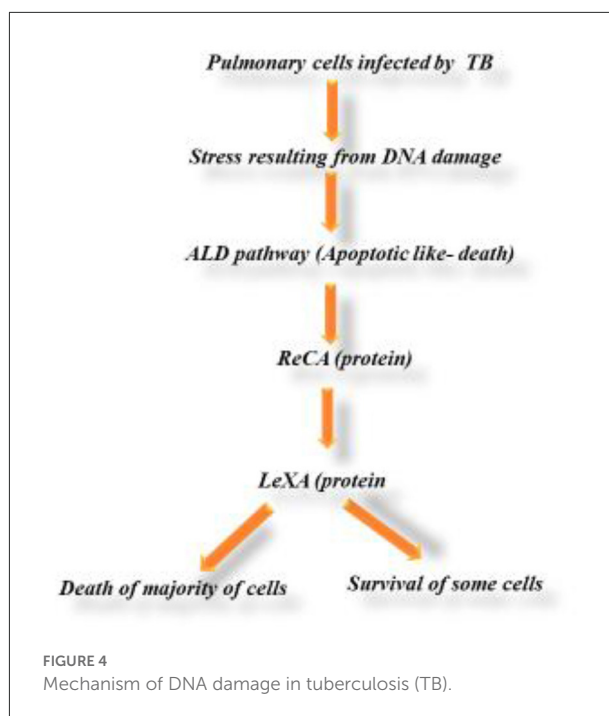 Pulmonary cells infected by TB
Stress resulting from DNA damage
ALD pathway (Apoptotic like- death)
ReCA (protein)
LeXA (protein
Death of majority of cells
Survival of some cells
FIGURE 4
Mechanism of DNA damage in tuberculosis (TB).